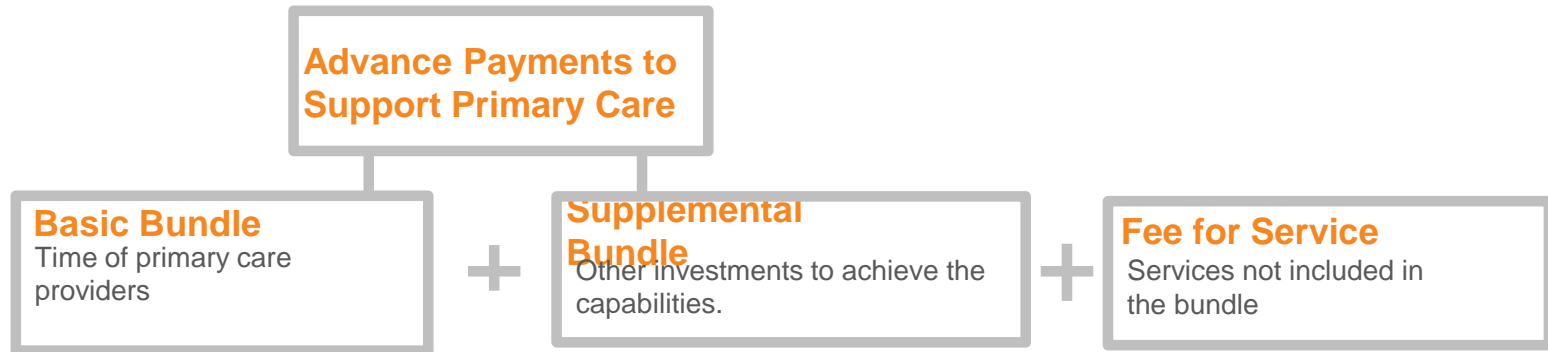 Advance Payments to
Support Primary Care
Basic Bundle
Time of primary care
providers
+
Supplemental
Bundle
Other investments to achieve the
capabilities.
+
Fee for Service
Services not included in
the bundle